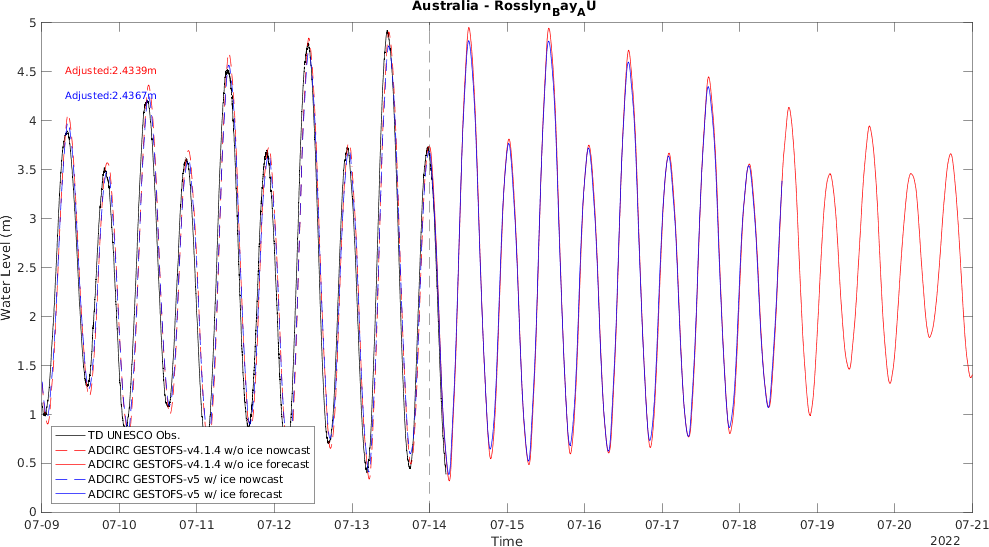 Australia - RosslynBayAU
5
4.5
4
3.5
3
2.5
2
1.5
1
0.5
0
Water Level (m)
Adjusted:2.4339m
Adjusted:2.4367m
TD UNESCO Obs.
ADCIRC GESTOFS-v4.1.4 w/o ice nowcast
ADCIRC GESTOFS-v4.1.4 w/o ice forecast
ADCIRC GESTOFS-v5 w/ ice nowcast
ADCIRC GESTOFS-v5 w/ ice forecast
07-09 07-10 07-11 07-12 07-13 07-14 07-15 07-16 07-17 07-18 07-19 07-20 07-21
Time
2022